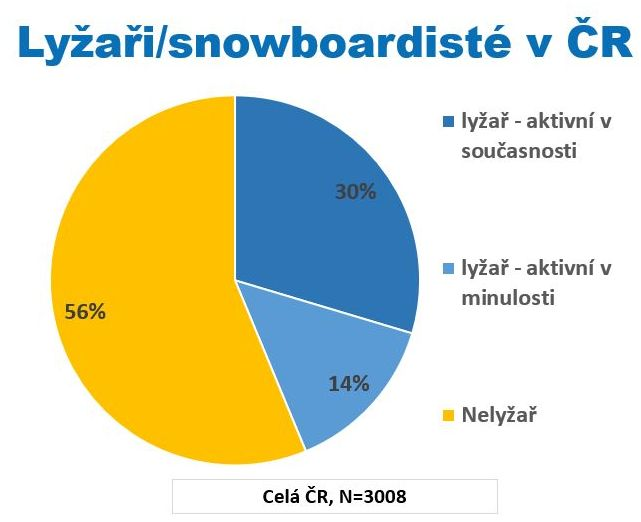 Lyžaři/snowboardisté v ČR
lyžař - aktivní v
současnosti
30%
lyžař - aktivní v
minulosti
56%
14%
Nelyžař
Celá ČR, N=3008